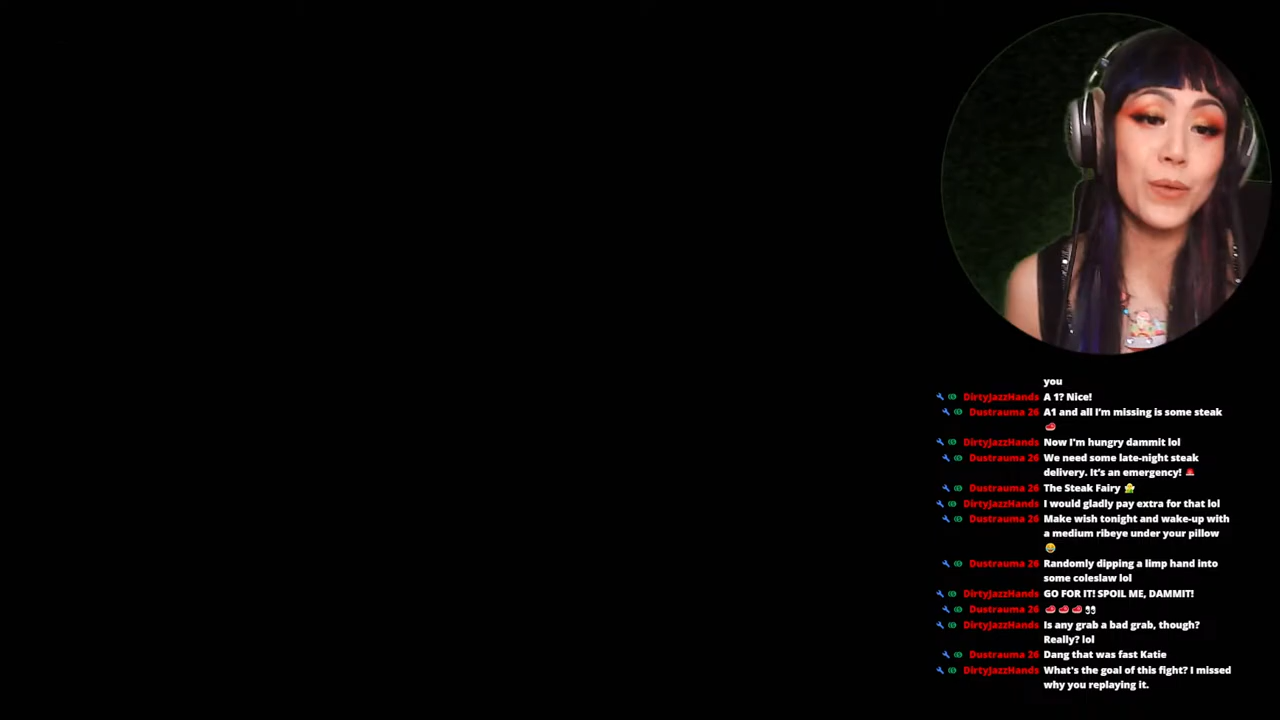 you
DirtyJazzHands A 1? Nice!
Dustrauma 26 A1 and all I'm missing is some steak
DirtyJazzHands Now I'm hungry dammit lol
Dustrauma 26 We need some late-night steak
delivery. It's an emergency!
Dustrauma 26 The Steak Fairy
DirtyJazzHands I would gladly pay extra for that lol
Dustrauma 26 Make wish tonight and wake-up with
a medium ribeye under your pillow
Dustrauma 26 Randomly dipping a limp hand into
some coleslaw lol
DirtyJazzHands GO FOR IT! SPOIL ME, DAMMIT!
Dustrauma 26
DirtyJazzHands Is any grab a bad grab, though?
Really? lol
Dustrauma 26 Dang that was fast Katie
DirtyJazzHands What's the goal of this fight? I missed
why you replaying it.